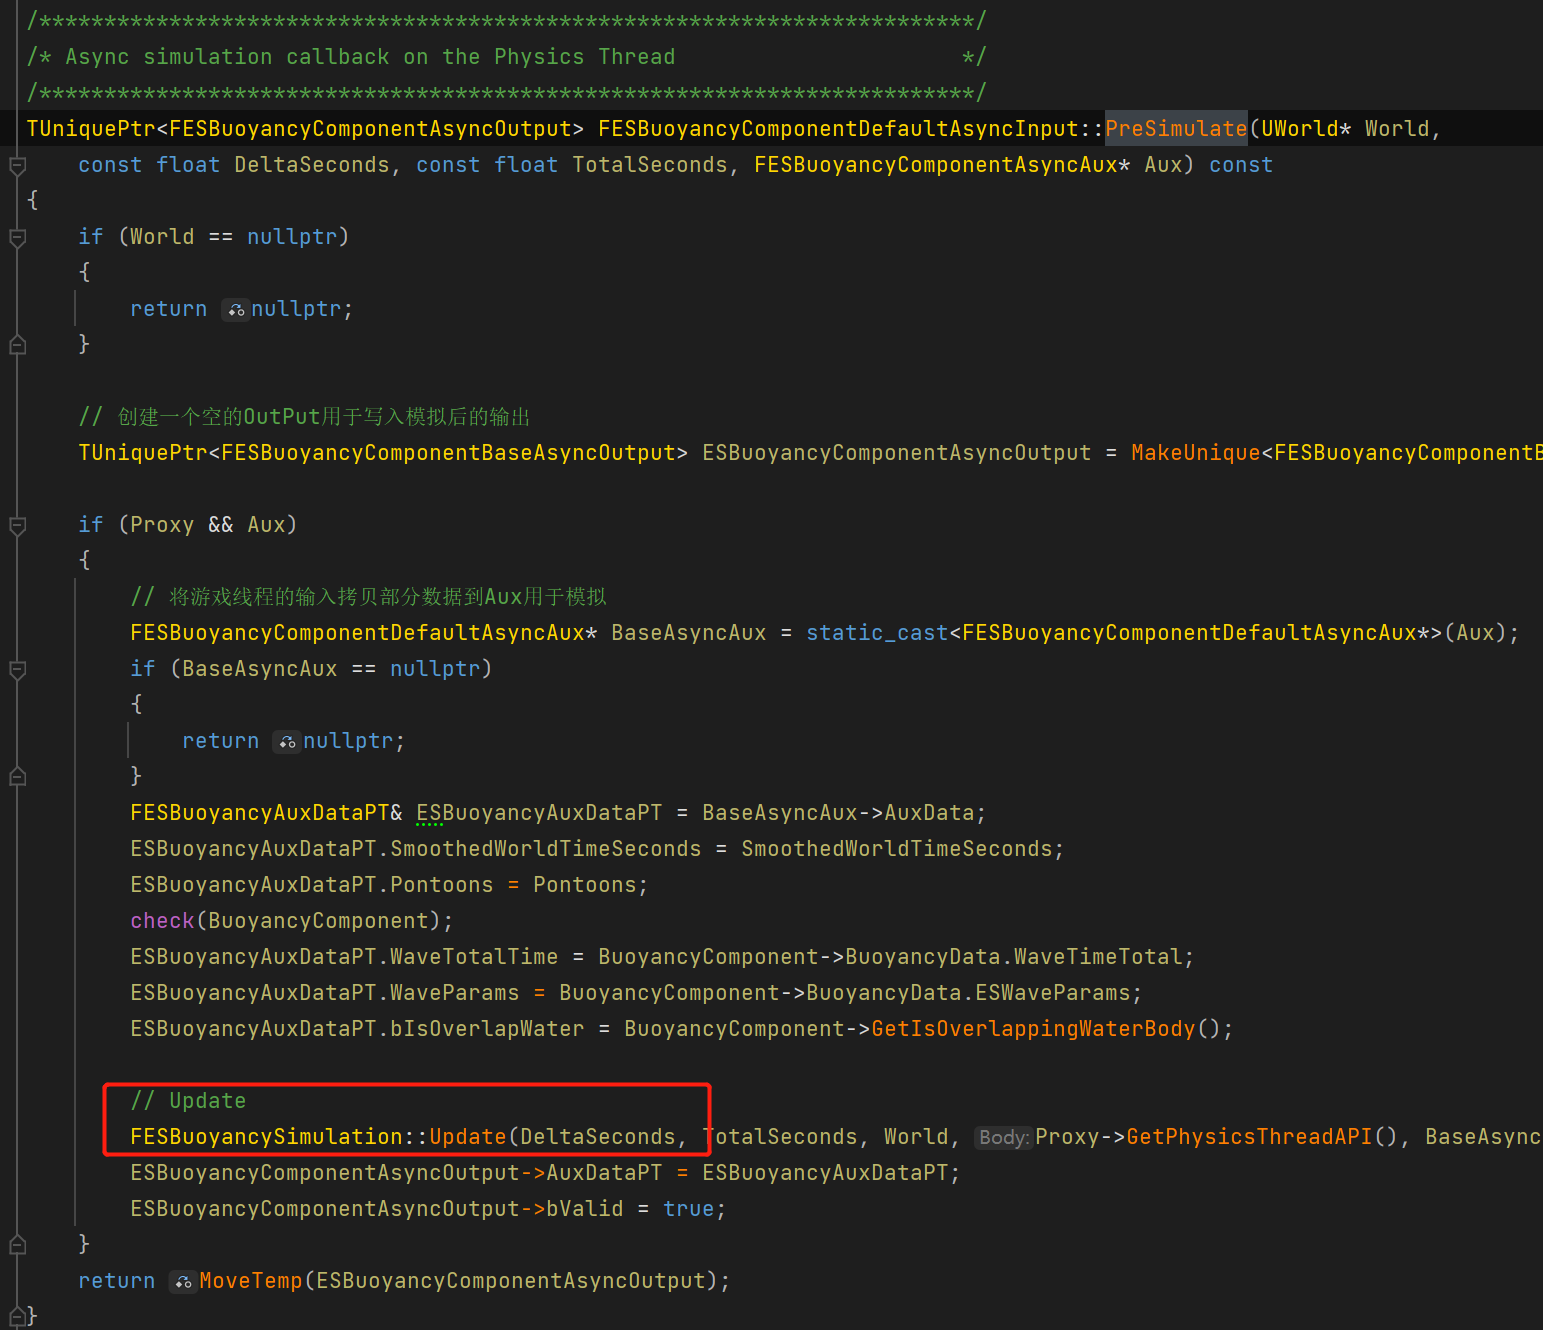 /************************************************************************/
/* Async simulation callback on the Physics Thread                      */
/************************************************************************/
TUniquePtr<FESBuoyancyComponentAsyncOutput> FESBuoyancyComponentDefaultAsyncInput::PreSimulate(UWorld* World,
    const float DeltaSeconds, const float TotalSeconds, FESBuoyancyComponentAsyncAux* Aux) const
{
    if (World == nullptr)
    {
        return nullptr;
    }
    // 创建一个空的OutPut用于写入模拟后的输出
    TUniquePtr<FESBuoyancyComponentBaseAsyncOutput> ESBuoyancyComponentAsyncOutput = MakeUnique<FESBuoyancyComponentB
    if (Proxy && Aux)
    {
        // 将游戏线程的输入拷贝部分数据到Aux用于模拟
        FESBuoyancyComponentDefaultAsyncAux* BaseAsyncAux = static_cast<FESBuoyancyComponentDefaultAsyncAux*>(Aux);
        if (BaseAsyncAux == nullptr)
        {
            return nullptr;
        }
        FESBuoyancyAuxDataPT& ESBuoyancyAuxDataPT = BaseAsyncAux->AuxData;
        ESBuoyancyAuxDataPT.SmoothedWorldTimeSeconds = SmoothedWorldTimeSeconds;
        ESBuoyancyAuxDataPT.Pontoons = Pontoons;
        check(BuoyancyComponent);
        ESBuoyancyAuxDataPT.WaveTotalTime = BuoyancyComponent->BuoyancyData.WaveTimeTotal;
        ESBuoyancyAuxDataPT.WaveParams = BuoyancyComponent->BuoyancyData.ESWaveParams;
        ESBuoyancyAuxDataPT.bIsOverlapWater = BuoyancyComponent->GetIsOverlappingWaterBody();
        // Update
        FESBuoyancySimulation::Update(DeltaSeconds, TotalSeconds, World, Body: Proxy->GetPhysicsThreadAPI(), BaseAsync
        ESBuoyancyComponentAsyncOutput->AuxDataPT = ESBuoyancyAuxDataPT;
        ESBuoyancyComponentAsyncOutput->bValid = true;
    }
    return MoveTemp(ESBuoyancyComponentAsyncOutput);
}